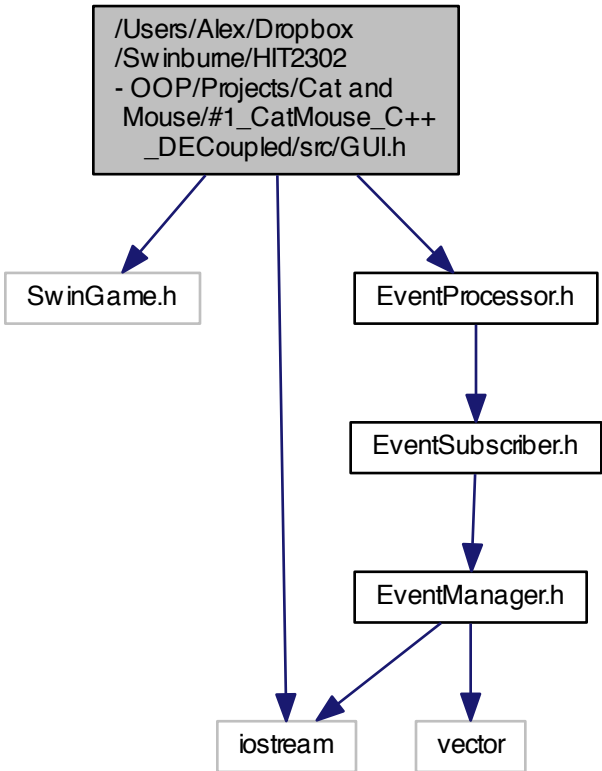 /Users/Alex/Dropbox
/Swinburne/HIT2302
- OOP/Projects/Cat and
Mouse/#1_CatMouse_C++
_DECoupled/src/GUI.h
SwinGame.h
EventProcessor.h
EventSubscriber.h
EventManager.h
iostream
vector